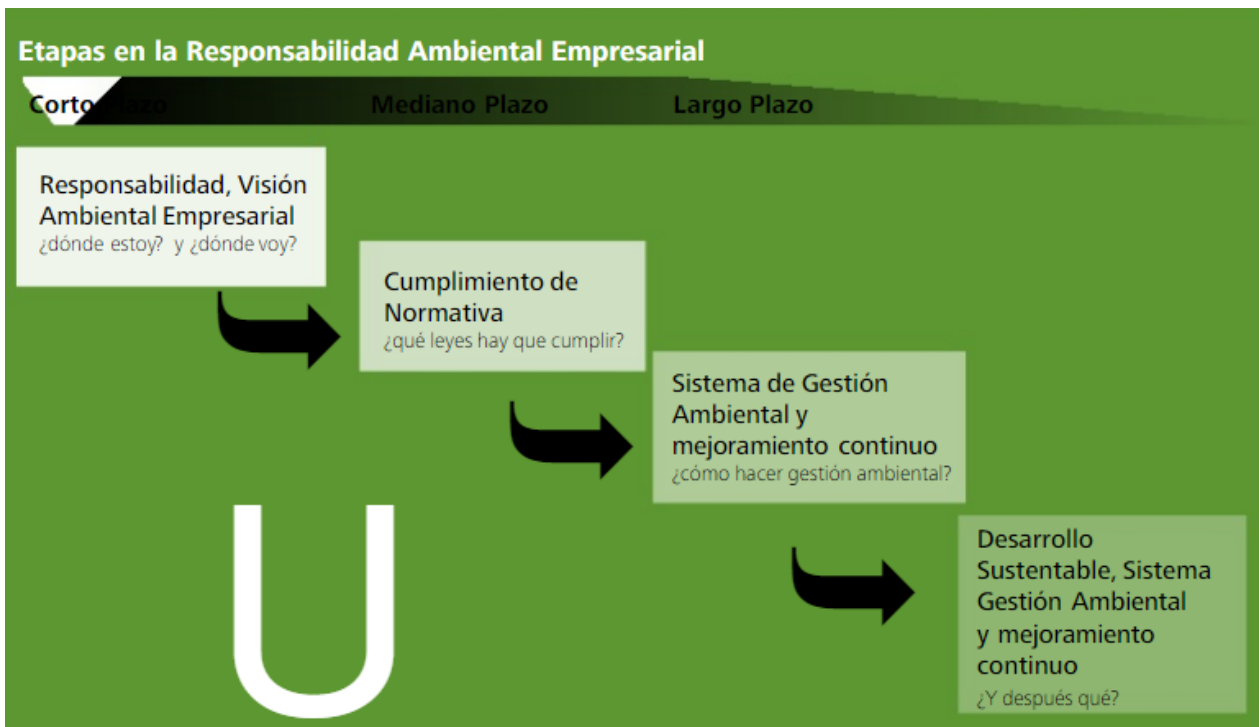 Etapas en la Responsabilidad Ambiental Empresarial
Corto Plazo
Mediano Plazo
Largo Plazo
Responsabilidad, Visión
Ambiental Empresarial
¿dónde estoy? y ¿dónde voy?
Cumplimiento de
Normativa
¿qué leyes hay que cumplir?
Sistema de Gestión
Ambiental y
mejoramiento continuo
¿cómo hacer gestión ambiental?
Desarrollo
Sustentable, Sistema
Gestión Ambiental
y mejoramiento
continuo
¿Y después qué?
U